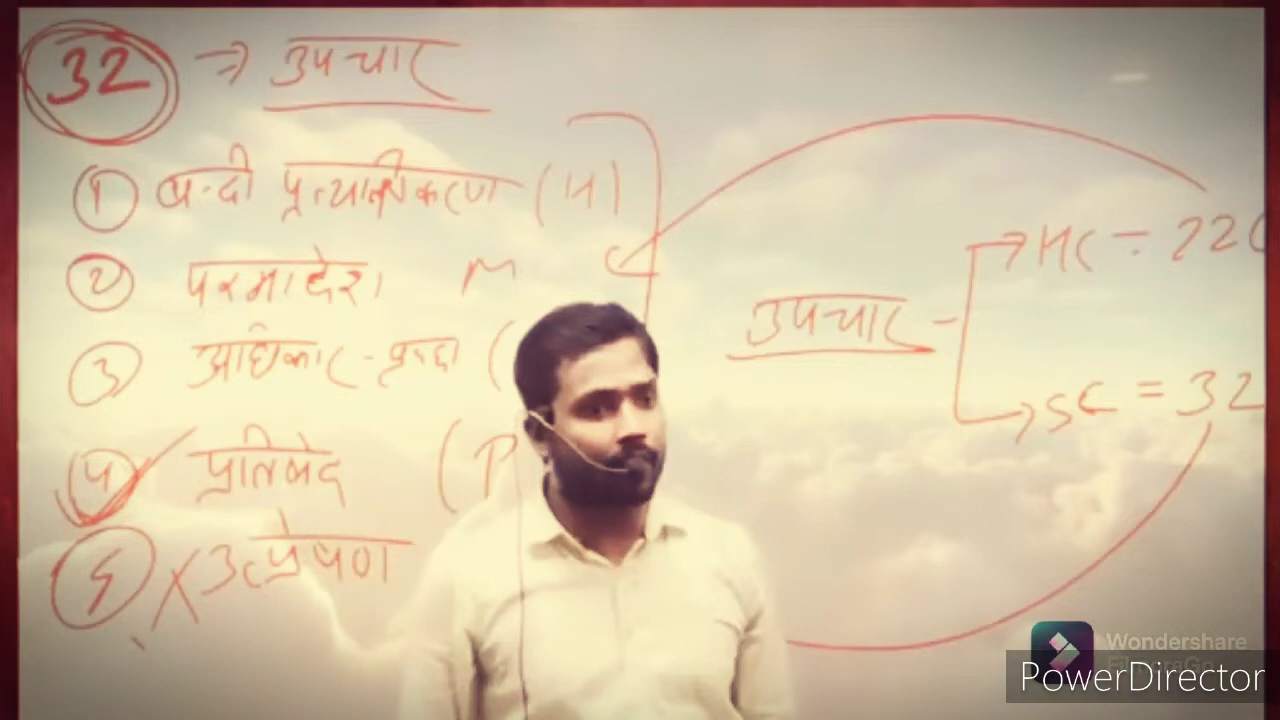 32 ⇒ उपचार
① बन्दी प्रत्यक्षीकरण (H)
② परमादेश M
③ अधिकार-पृच्छा (
④ प्रतिषेद (P
⑤ उत्प्रेषण
उपचार
→ HC ÷ 226
→ SC = 32
Wondershare
PowerDirector